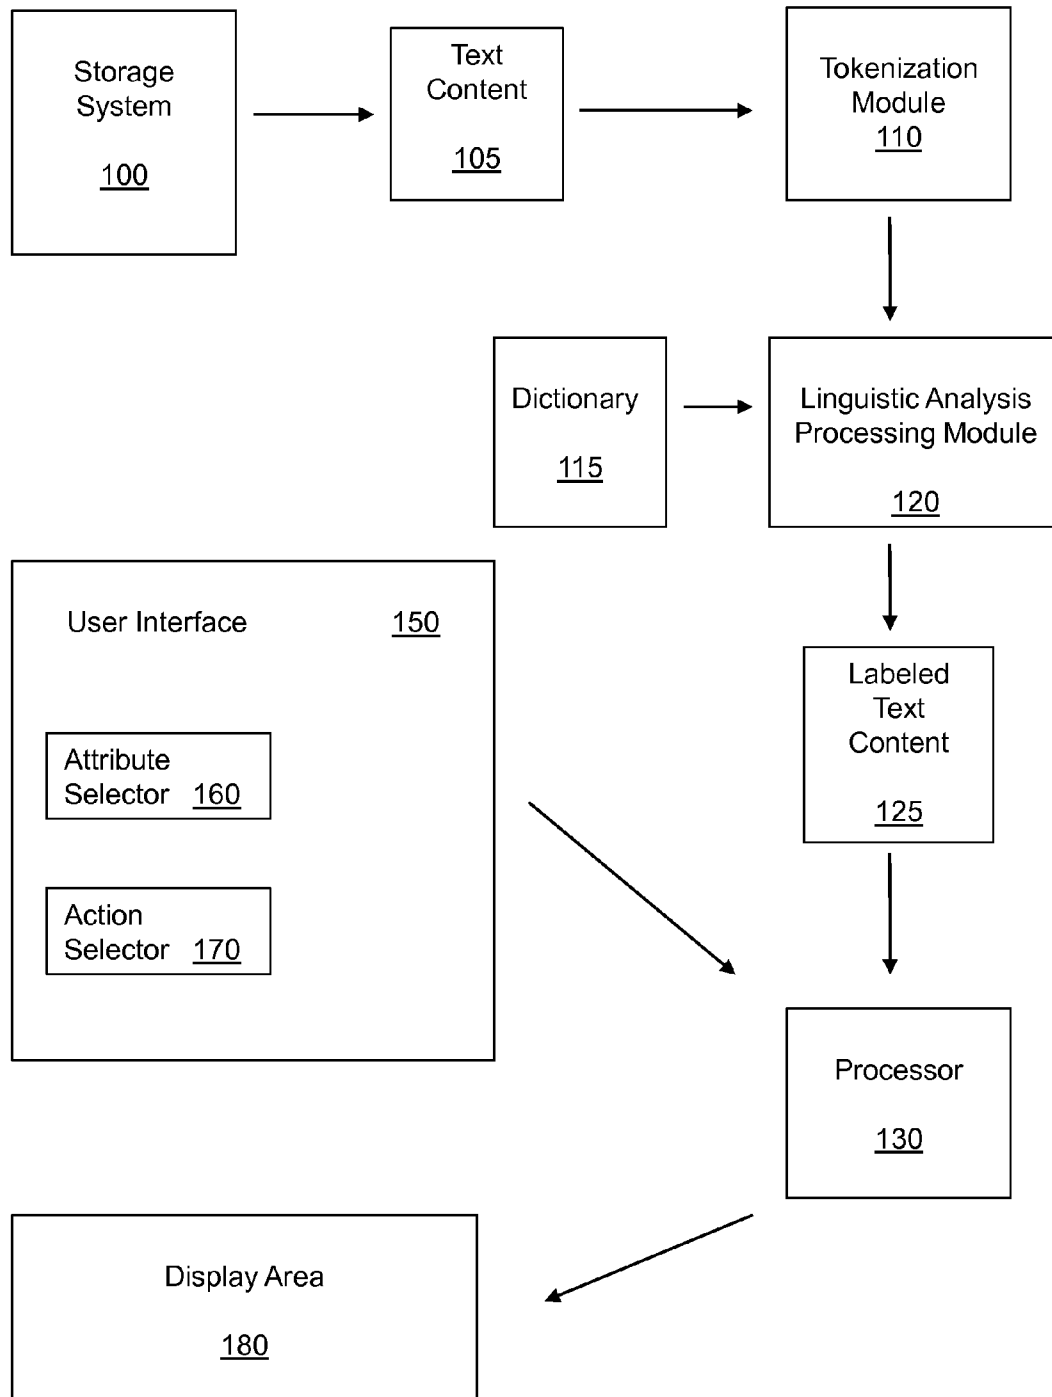 Storage
System
100
Text
Content
105
Tokenization
Module
110
Dictionary
115
Linguistic Analysis
Processing Module
120
User Interface 150
Attribute
Selector 160
Action
Selector 170
Labeled
Text
Content
125
Processor
130
Display Area
180